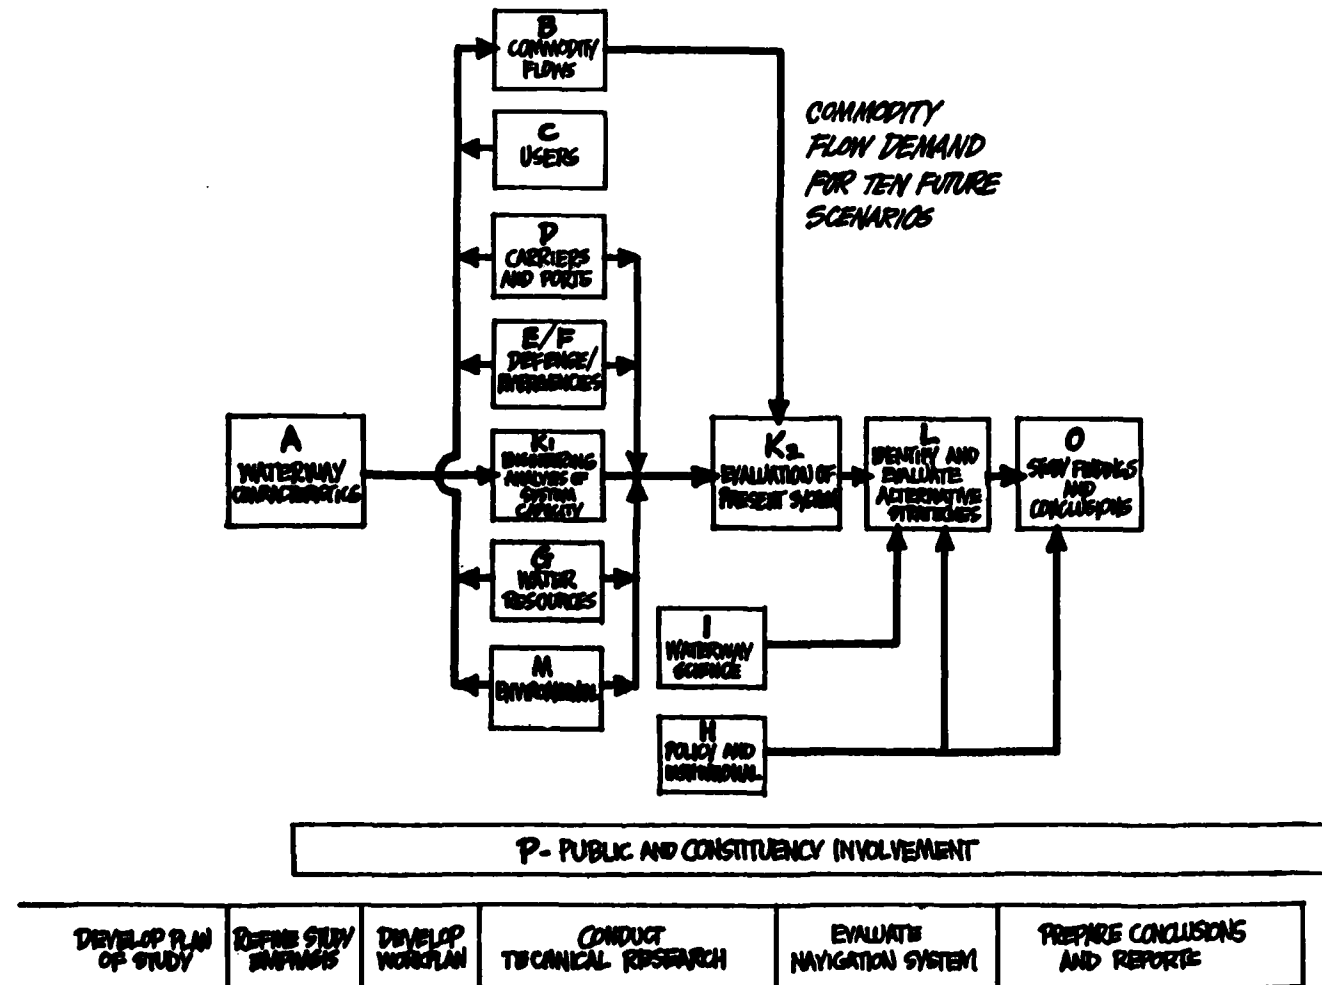 B
COMMODITY
FLOWS
C
USERS
COMMODITY
FLOW DEMAND
FOR TEN FUTURE
SCENARIOS
D
CARRIERS
AND PORTS
E/F
DEFENSE/
EMERGENCIES
A
WATERWAY
CHARACTERISTICS
K1
ENGINEERING
ANALYSIS OF
SYSTEM
CAPACITY
K2
EVALUATION OF
PRESENT SYSTEM
L
IDENTIFY AND
EVALUATE
ALTERNATIVE
STRATEGIES
O
STUDY FINDINGS
AND
CONCLUSIONS
G
WATER
RESOURCES
I
WATERWAY
SCIENCE
M
ENVIRONMENTAL
H
POLICY AND
INSTITUTIONAL
P- PUBLIC AND CONSTITUENCY INVOLVEMENT
DEVELOP PLAN
OF STUDY
REFINE STUDY
EMPHASIS
DEVELOP
WORKPLAN
CONDUCT
TECHNICAL RESEARCH
EVALUATE
NAVIGATION SYSTEM
PREPARE CONCLUSIONS
AND REPORTS